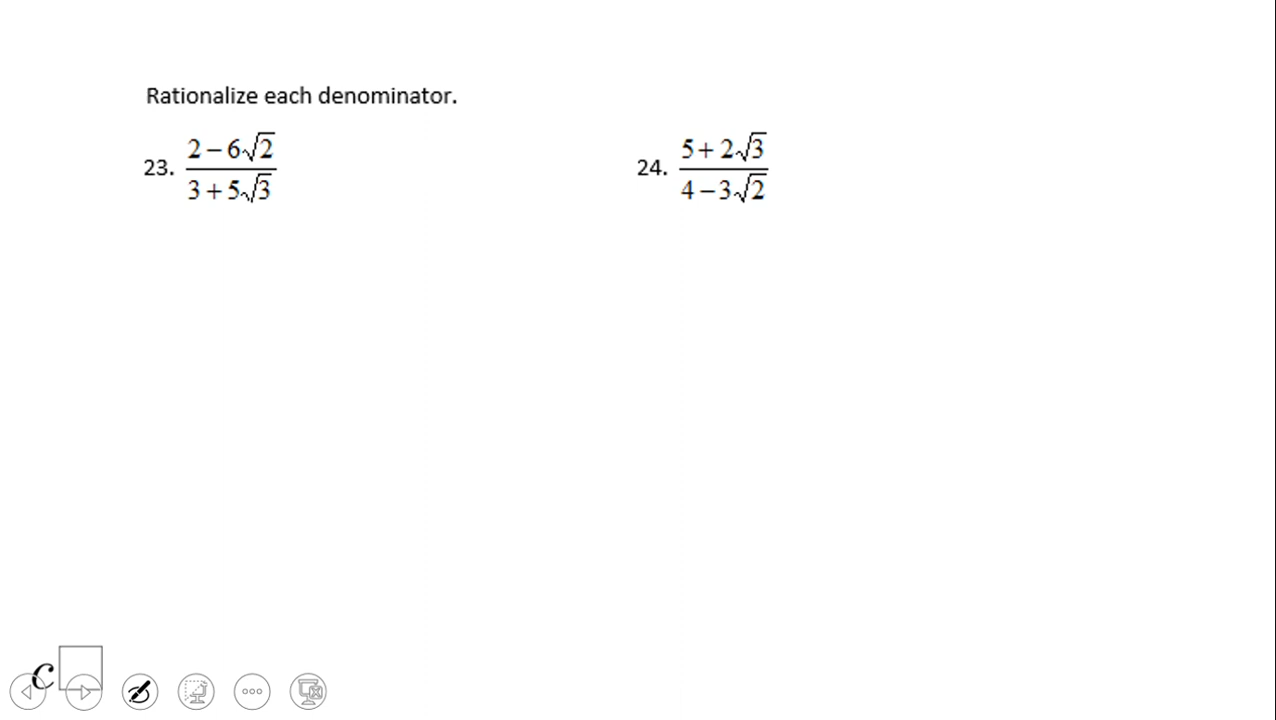 Rationalize each denominator.
23. (2 − 6√2)/(3 + 5√3)
24. (5 + 2√3)/(4 − 3√2)
c